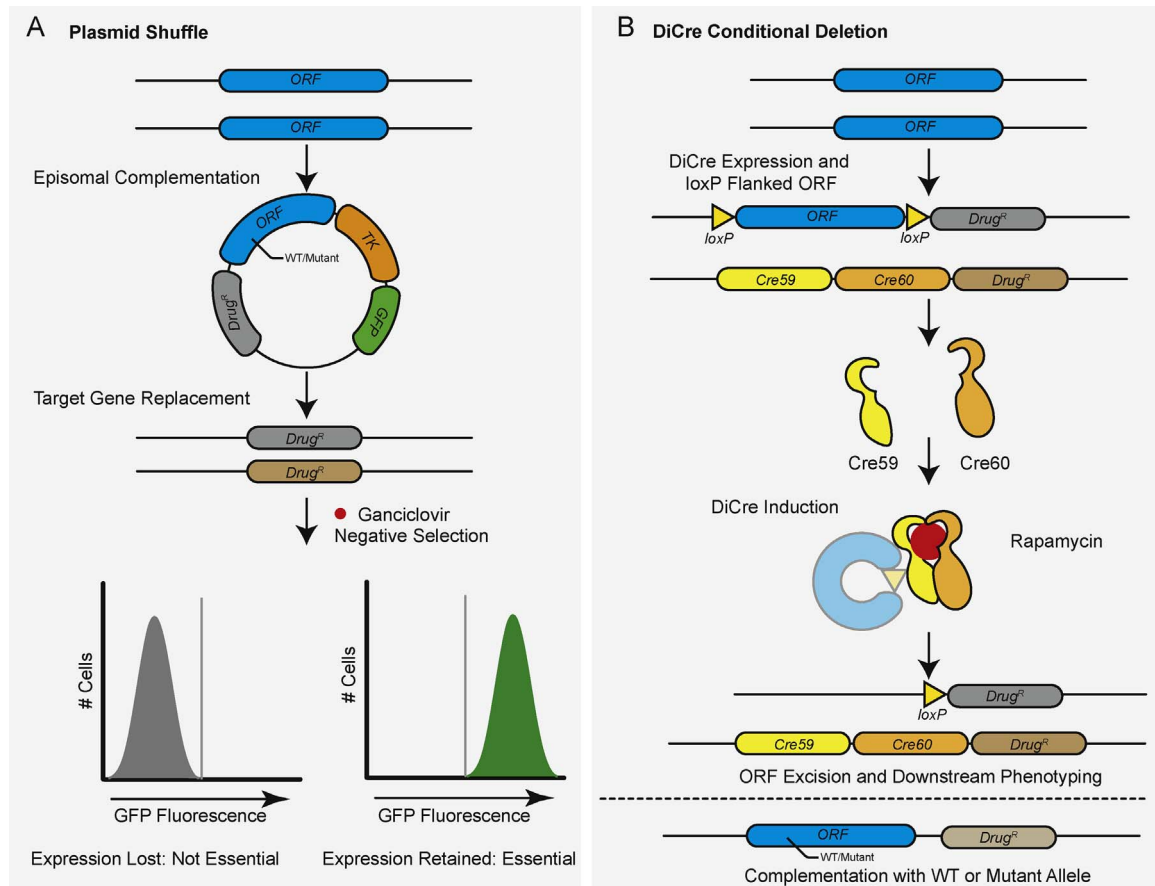 A Plasmid Shuffle
ORF
ORF
Episomal Complementation
ORF
TK
WT/Mutant
DrugR
GFP
Target Gene Replacement
DrugR
DrugR
Ganciclovir
Negative Selection
# Cells
GFP Fluorescence
Expression Lost: Not Essential
# Cells
GFP Fluorescence
Expression Retained: Essential
B DiCre Conditional Deletion
ORF
ORF
DiCre Expression and
loxP Flanked ORF
ORF
DrugR
loxP
loxP
Cre59
Cre60
DrugR
Cre59
Cre60
DiCre Induction
Rapamycin
DrugR
loxP
Cre59
Cre60
DrugR
ORF Excision and Downstream Phenotyping
ORF
DrugR
WT/Mutant
Complementation with WT or Mutant Allele